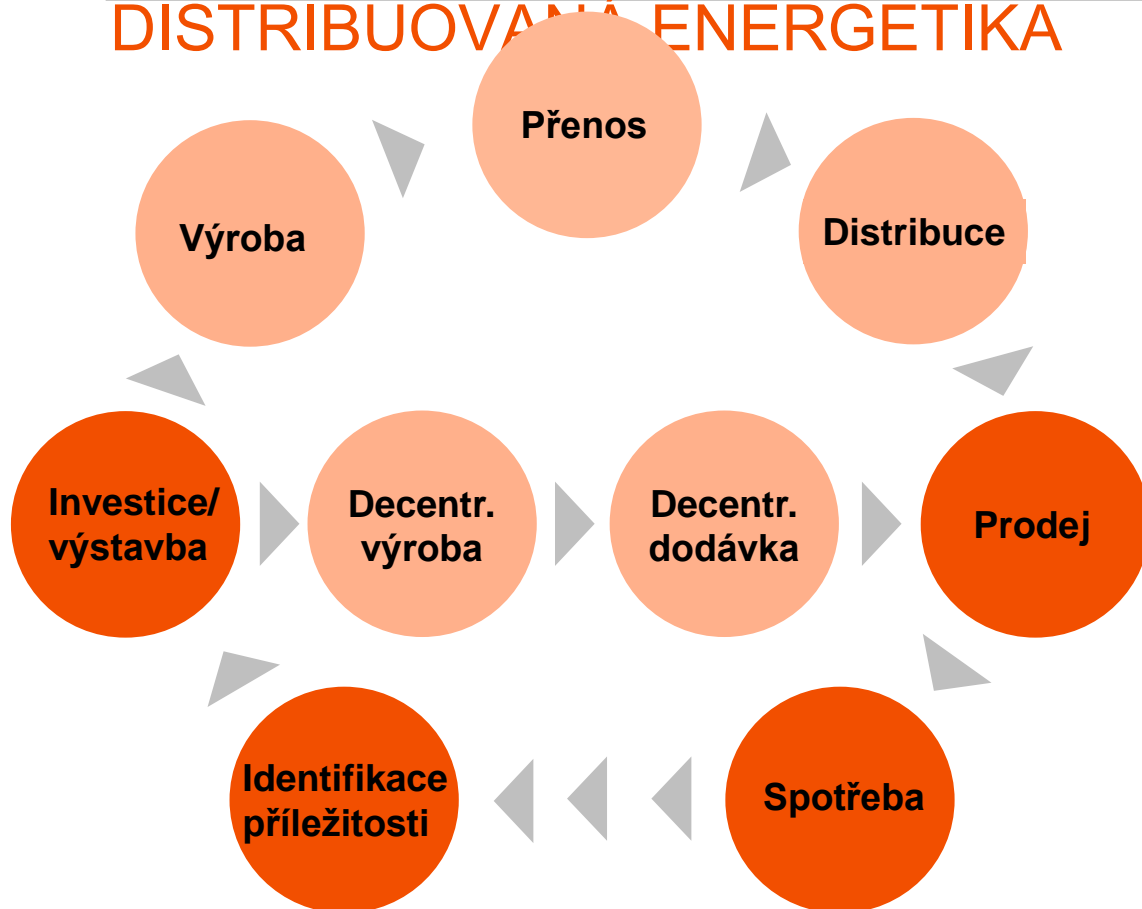 DISTRIBUOVANÁ ENERGETIKA
Přenos
Výroba
Distribuce
Investice/
výstavba
Decentr.
výroba
Decentr.
dodávka
Prodej
Identifikace
příležitosti
Spotřeba